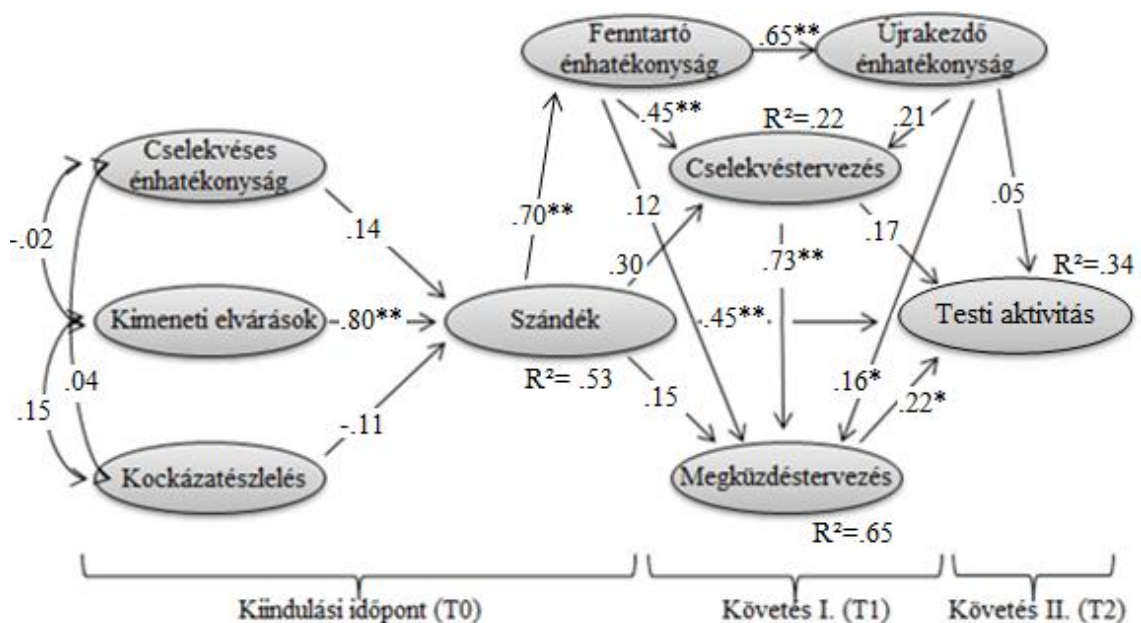 Fenntartó
énhatékonyság
.65**
Újrakezdő
énhatékonyság
.45**
R²=.22
.21
Cselekvéses
énhatékonyság
Cselekvéstervezés
-.02
.14
.70**
.12
.30
.73**
.17
.05
R²=.34
Kimeneti elvárások
.80**
Szándék
.45**
Testi aktivitás
R²= .53
.15
.04
-.11
.15
.16*
.22*
Kockázatészlelés
Megküzdéstervezés
R²=.65
Kiindulási időpont (T0)
Követés I. (T1)
Követés II. (T2)